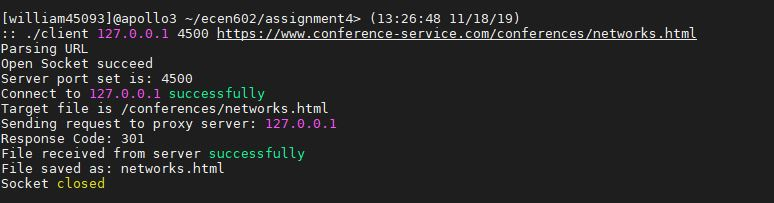 [william45093]@apollo3 ~/ecen602/assignment4> (13:26:48 11/18/19)
:: ./client 127.0.0.1 4500 https://www.conference-service.com/conferences/networks.html
Parsing URL
Open Socket succeed
Server port set is: 4500
Connect to 127.0.0.1 successfully
Target file is /conferences/networks.html
Sending request to proxy server: 127.0.0.1
Response Code: 301
File received from server successfully
File saved as: networks.html
Socket closed